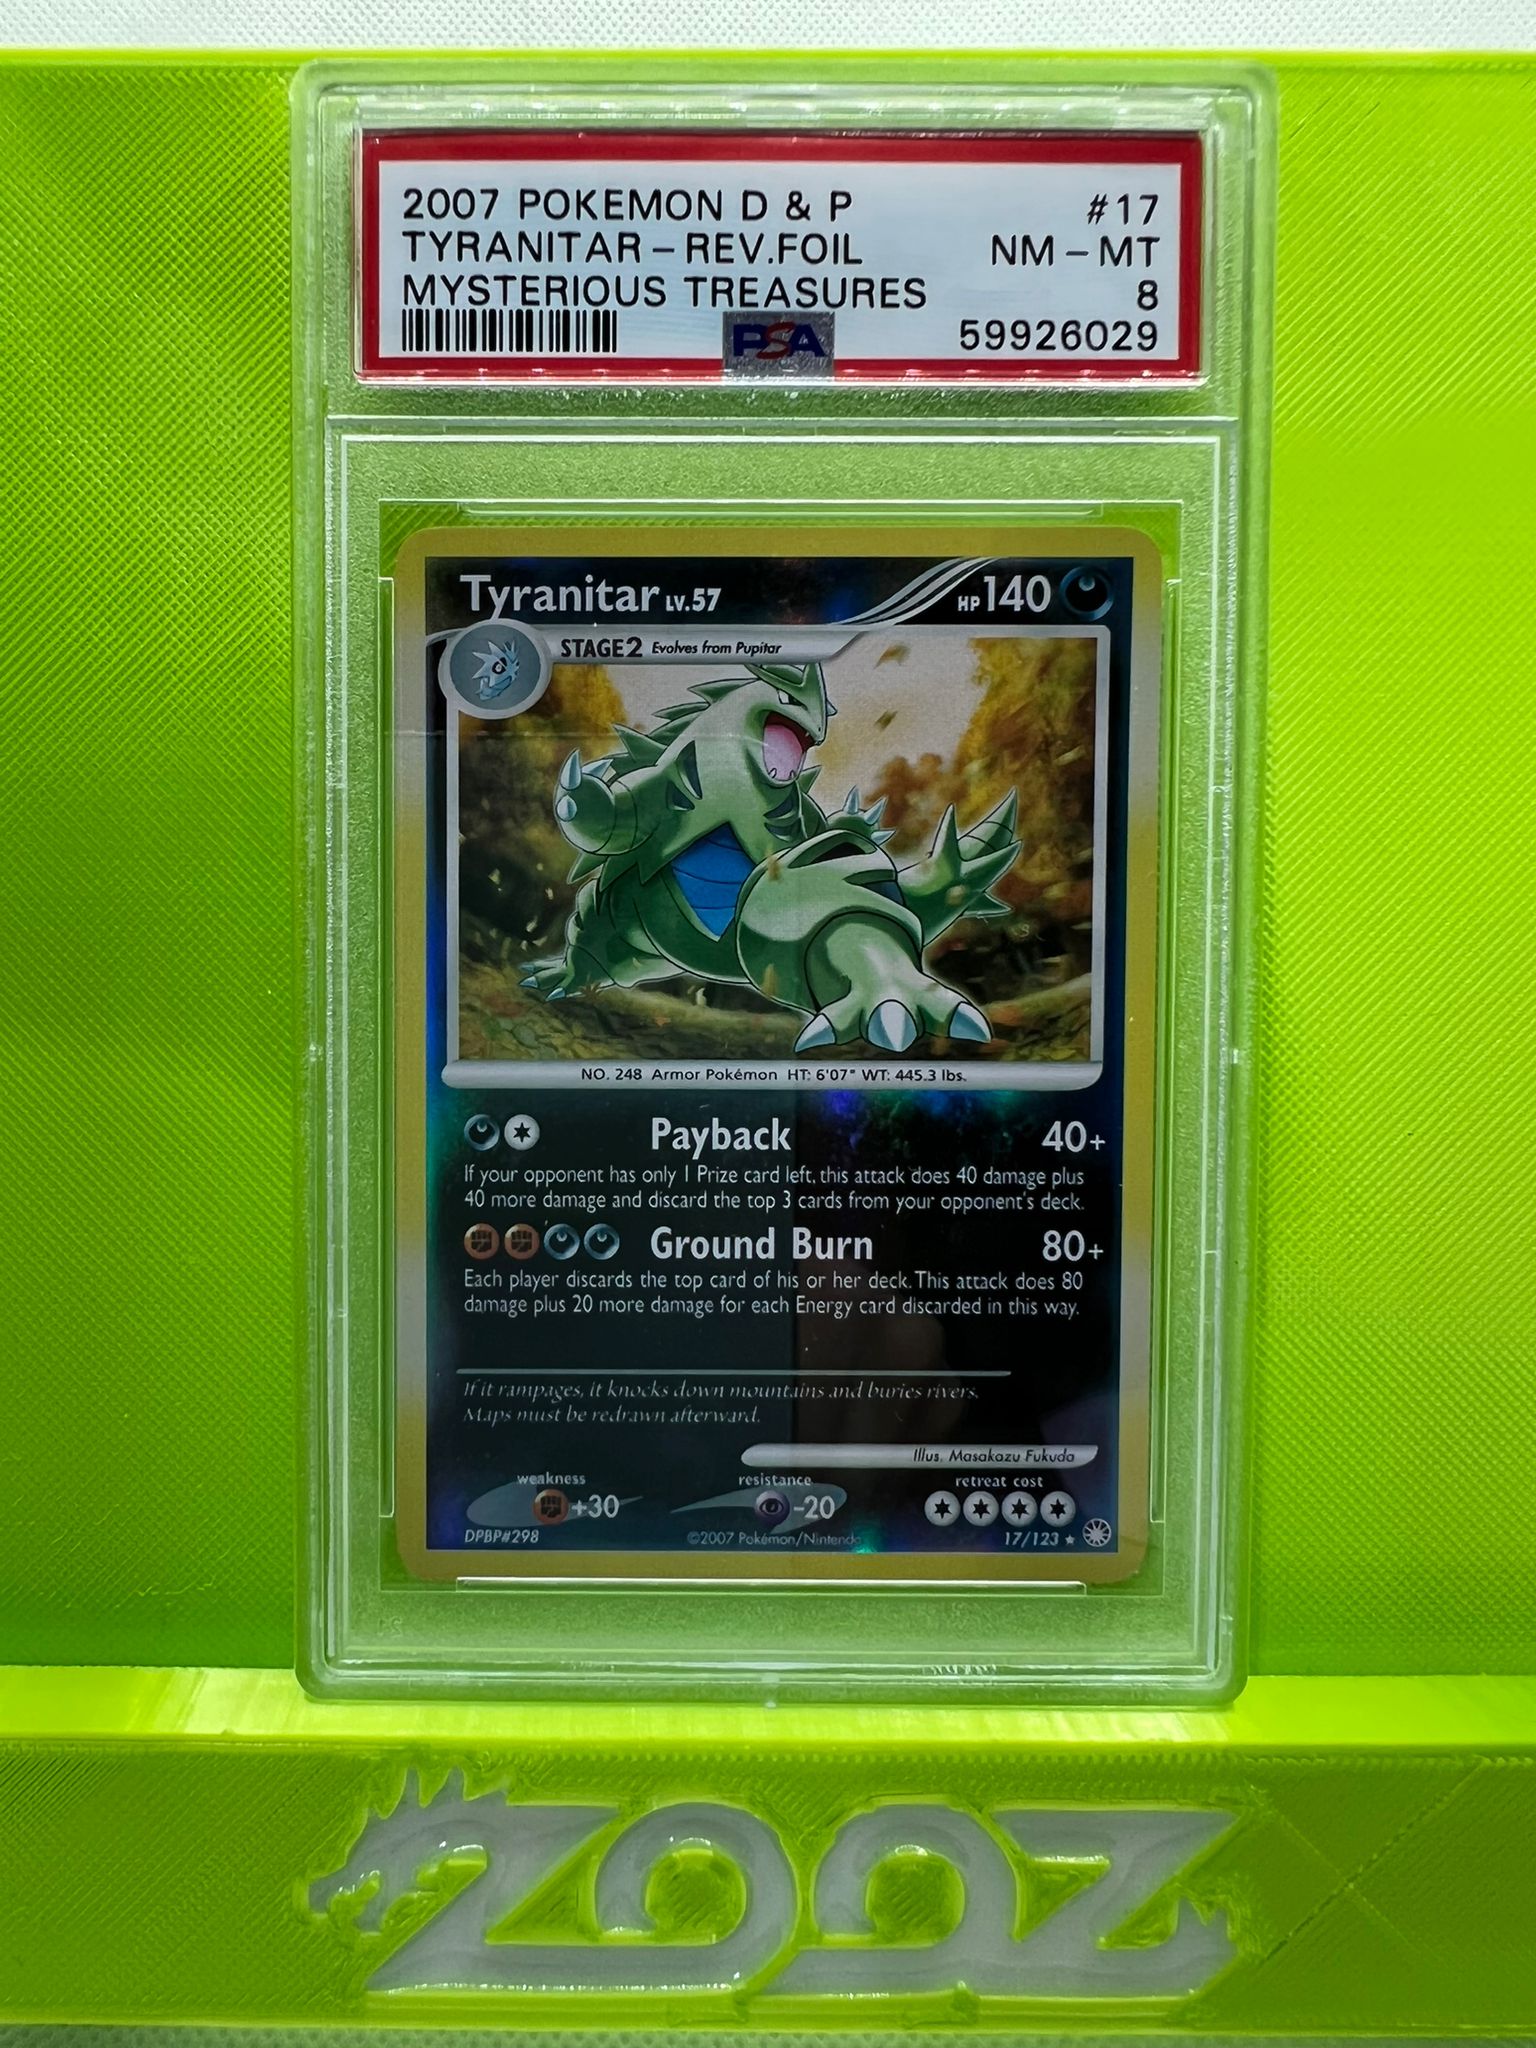 2007 POKEMON D & P #17
TYRANITAR-REV.FOIL NM-MT
MYSTERIOUS TREASURES 8
PSA 59926029
Tyranitar LV.57 HP 140
STAGE2 Evolves from Pupitar
NO. 248 Armor Pokémon HT: 6'07" WT: 445.3 lbs.
Payback 40+
If your opponent has only 1 Prize card left, this attack does 40 damage plus
40 more damage and discard the top 3 cards from your opponent's deck.
Ground Burn 80+
Each player discards the top card of his or her deck. This attack does 80
damage plus 20 more damage for each Energy card discarded in this way.
If it rampages, it knocks down mountains and buries rivers.
Maps must be redrawn afterward.
Illus. Masakazu Fukuda
weakness resistance retreat cost
+30 -20
DPBP#298 ©2007 Pokémon/Nintendo 17/123
ZOOZ